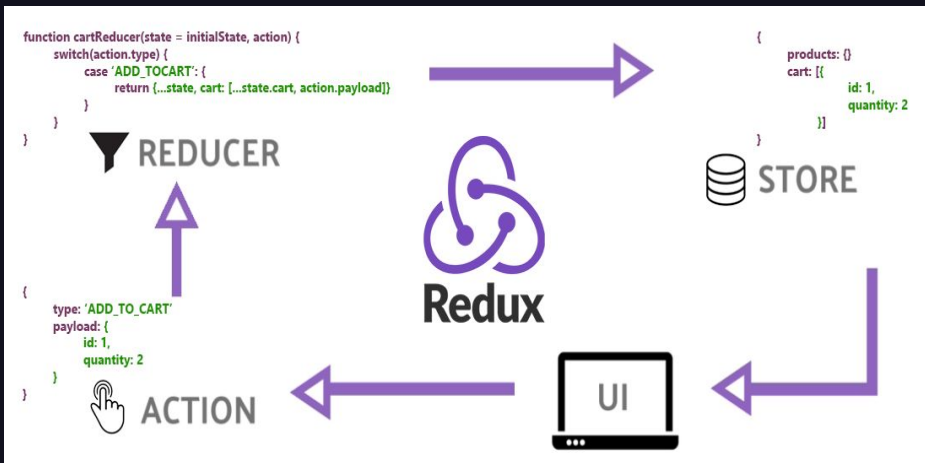 function cartReducer(state = initialState, action) {
switch(action.type) {
case 'ADD_TOCART': {
return {...state, cart: [...state.cart, action.payload]}
}
}
}
REDUCER
{
products: {}
cart: [{
id: 1,
quantity: 2
}]
}
STORE
Redux
{
type: 'ADD_TO_CART'
payload: {
id: 1,
quantity: 2
}
}
ACTION
UI